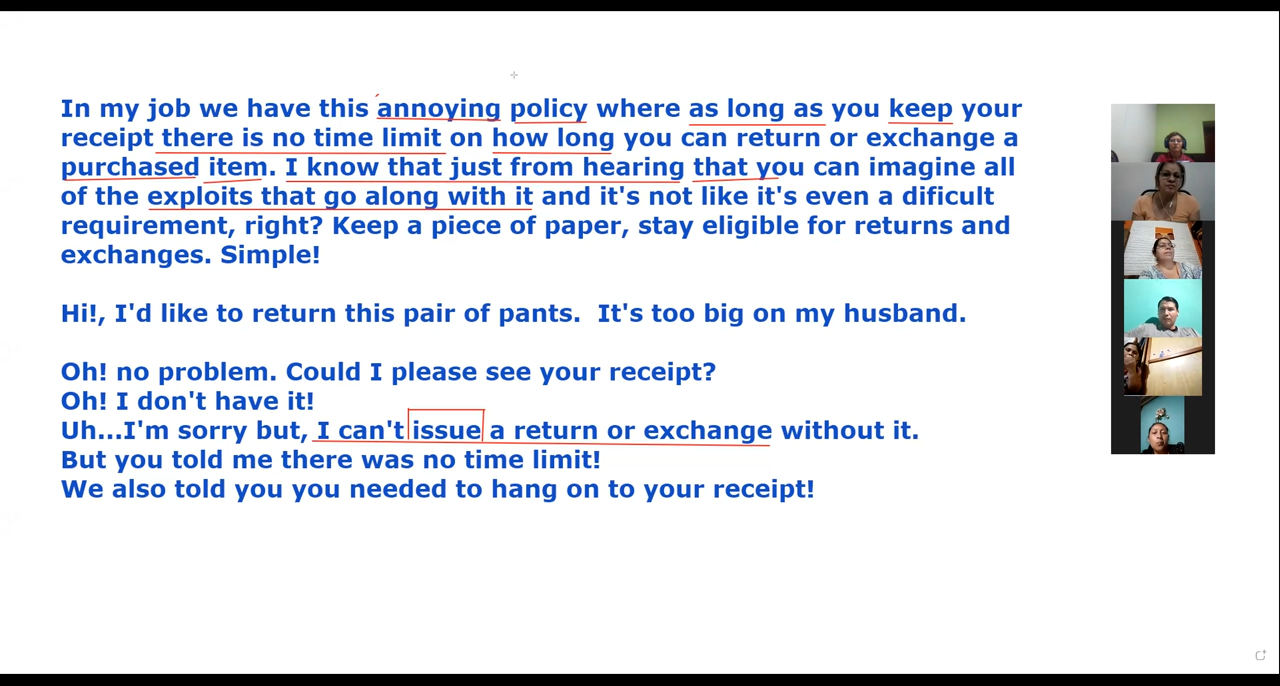 In my job we have this annoying policy where as long as you keep your
receipt there is no time limit on how long you can return or exchange a
purchased item. I know that just from hearing that you can imagine all
of the exploits that go along with it and it's not like it's even a dificult
requirement, right? Keep a piece of paper, stay eligible for returns and
exchanges. Simple!
Hi!, I'd like to return this pair of pants.  It's too big on my husband.
Oh! no problem. Could I please see your receipt?
Oh! I don't have it!
Uh...I'm sorry but, I can't issue a return or exchange without it.
But you told me there was no time limit!
We also told you you needed to hang on to your receipt!